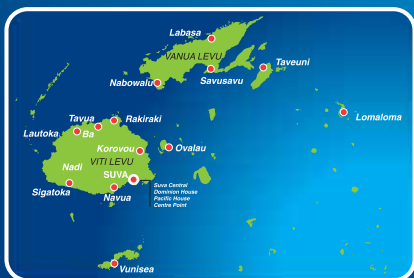 Labasa
VANUA LEVU
Taveuni
Nabowalu
Savusavu
Lomaloma
Tavua
Rakiraki
Lautoka
Ba
Korovou
Ovalau
Nadi
VITI LEVU
SUVA
Sigatoka
Navua
Suva Central
Dominion House
Pacific House
Centre Point
Vunisea